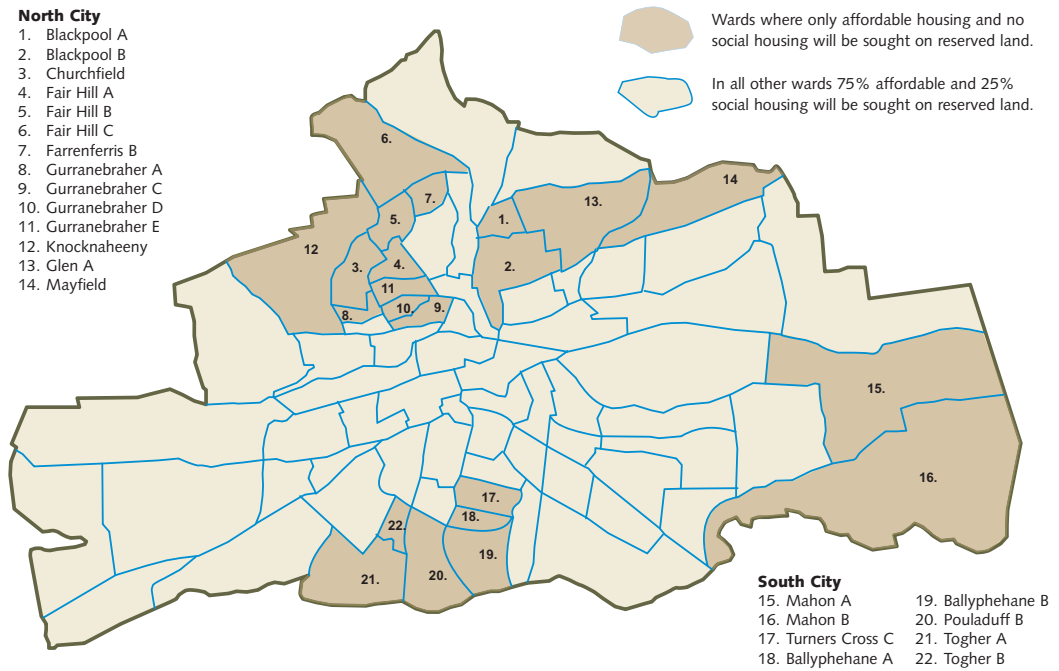 North City
1. Blackpool A
2. Blackpool B
3. Churchfield
4. Fair Hill A
5. Fair Hill B
6. Fair Hill C
7. Farrenferris B
8. Gurranebraher A
9. Gurranebraher C
10. Gurranebraher D
11. Gurranebraher E
12. Knocknaheeny
13. Glen A
14. Mayfield
Wards where only affordable housing and no
social housing will be sought on reserved land.
In all other wards 75% affordable and 25%
social housing will be sought on reserved land.
6.
14
7.
13.
5.
1.
12
3.
4.
2.
11
8.
10.
9.
15.
16.
17.
18.
22.
19.
21.
20.
South City
15. Mahon A
16. Mahon B
17. Turners Cross C
18. Ballyphehane A
19. Ballyphehane B
20. Pouladuff B
21. Togher A
22. Togher B